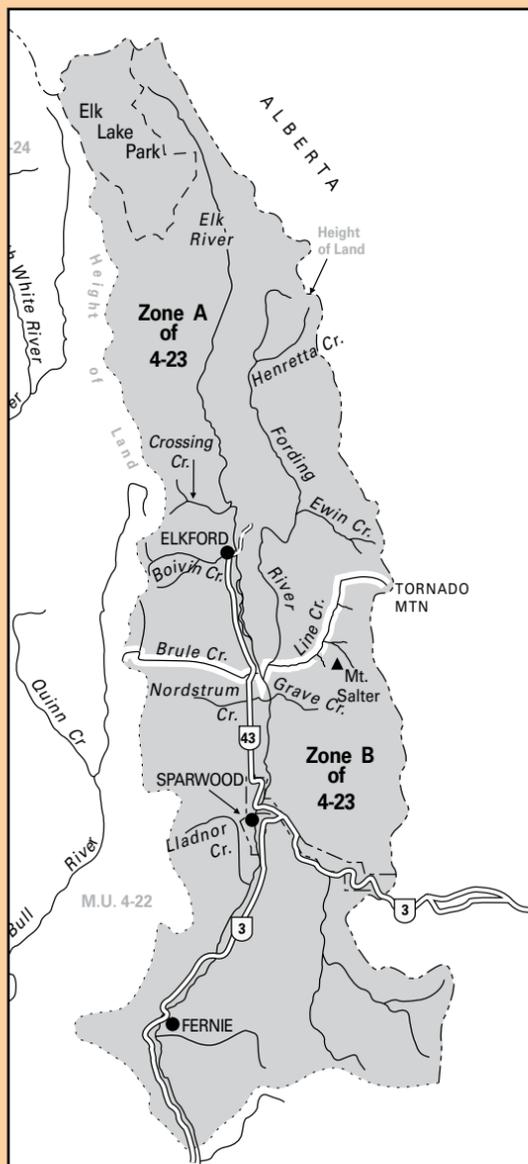 ALBERTA
Elk
Lake
Park
-24
Elk
River
Height
of Land
h White River
Height of Land
Zone A
of
4-23
Henretta Cr.
er
Crossing
Cr.
Fording
River
Ewin Cr.
ELKFORD
Boivin Cr.
Line Cr.
TORNADO
MTN
Brule Cr.
Mt.
Salter
Nordstrum
Cr.
Grave Cr.
Quinn Cr
43
Zone B
of
4-23
SPARWOOD
Lladnor
Cr.
Bull River
M.U. 4-22
3
3
FERNIE